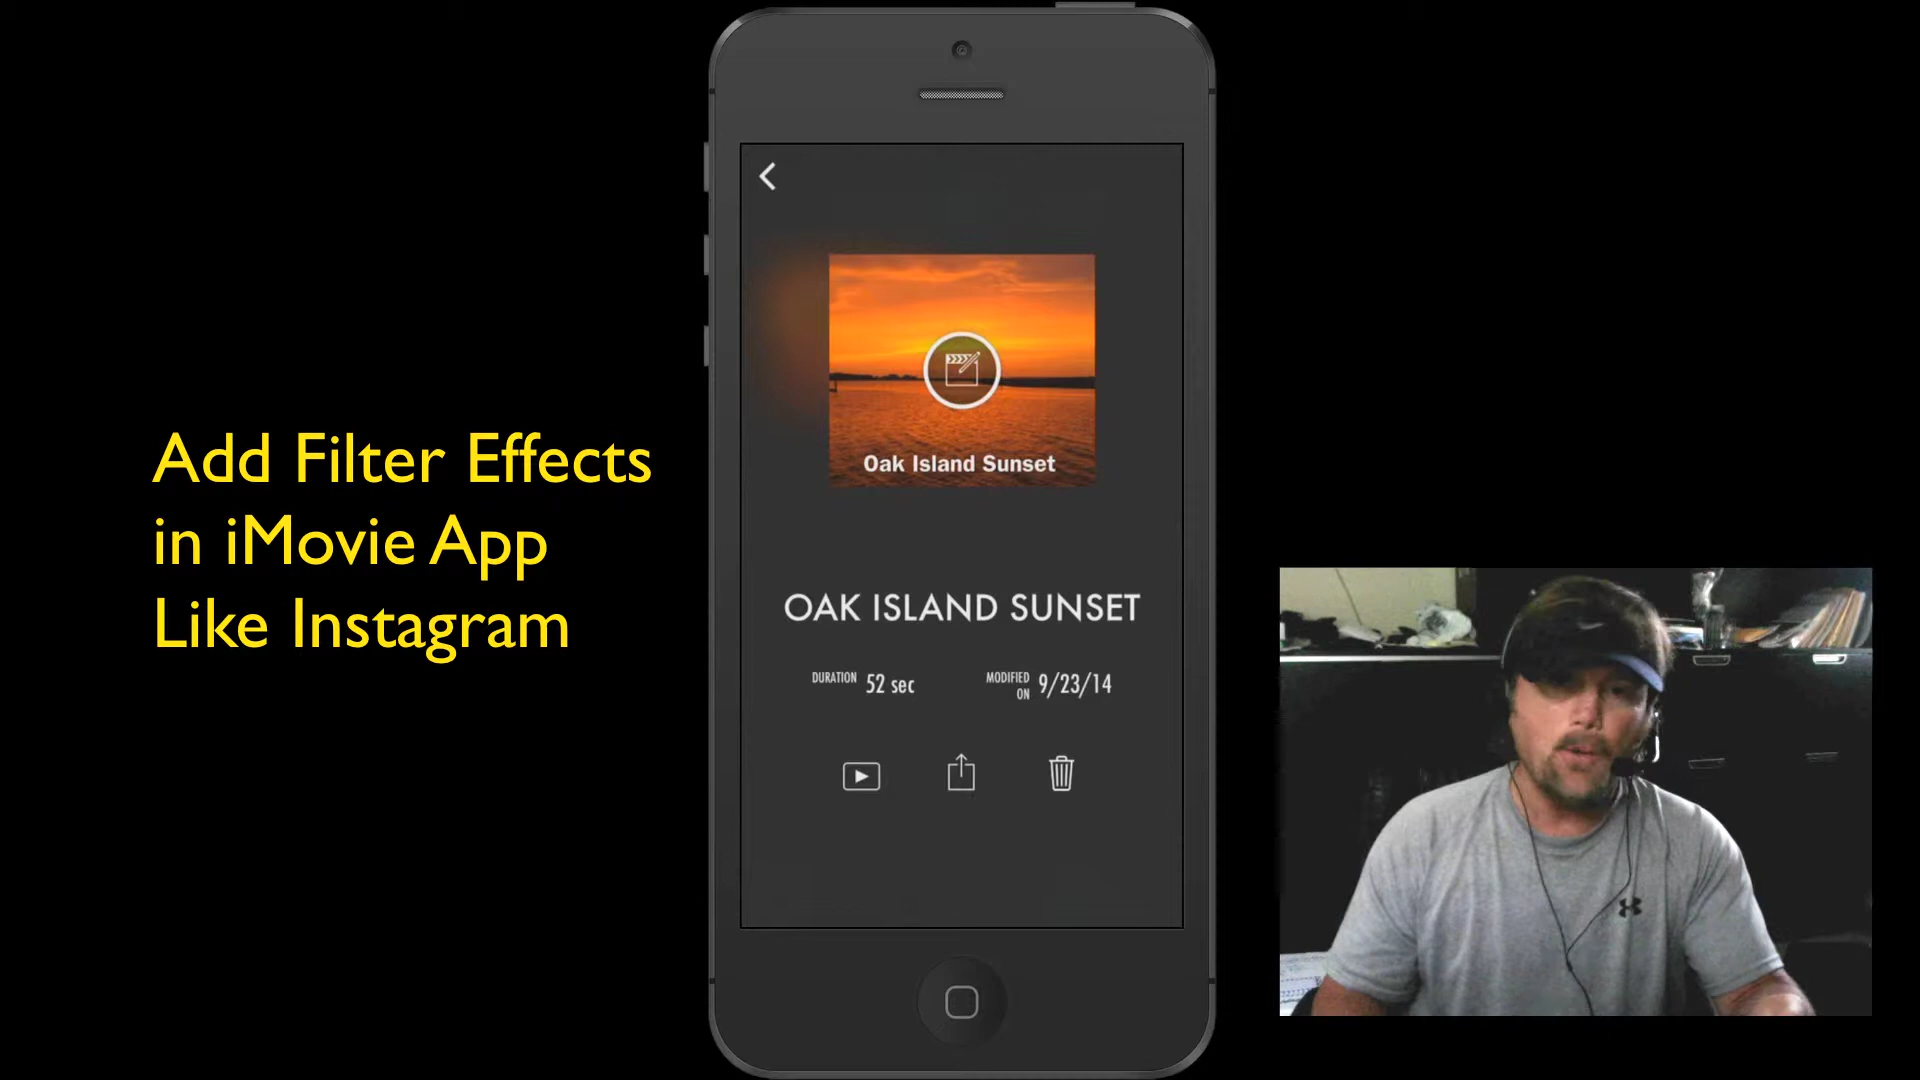 Add Filter Effects
in iMovie App
Like Instagram
Oak Island Sunset
OAK ISLAND SUNSET
DURATION 52 sec
MODIFIED ON 9/23/14